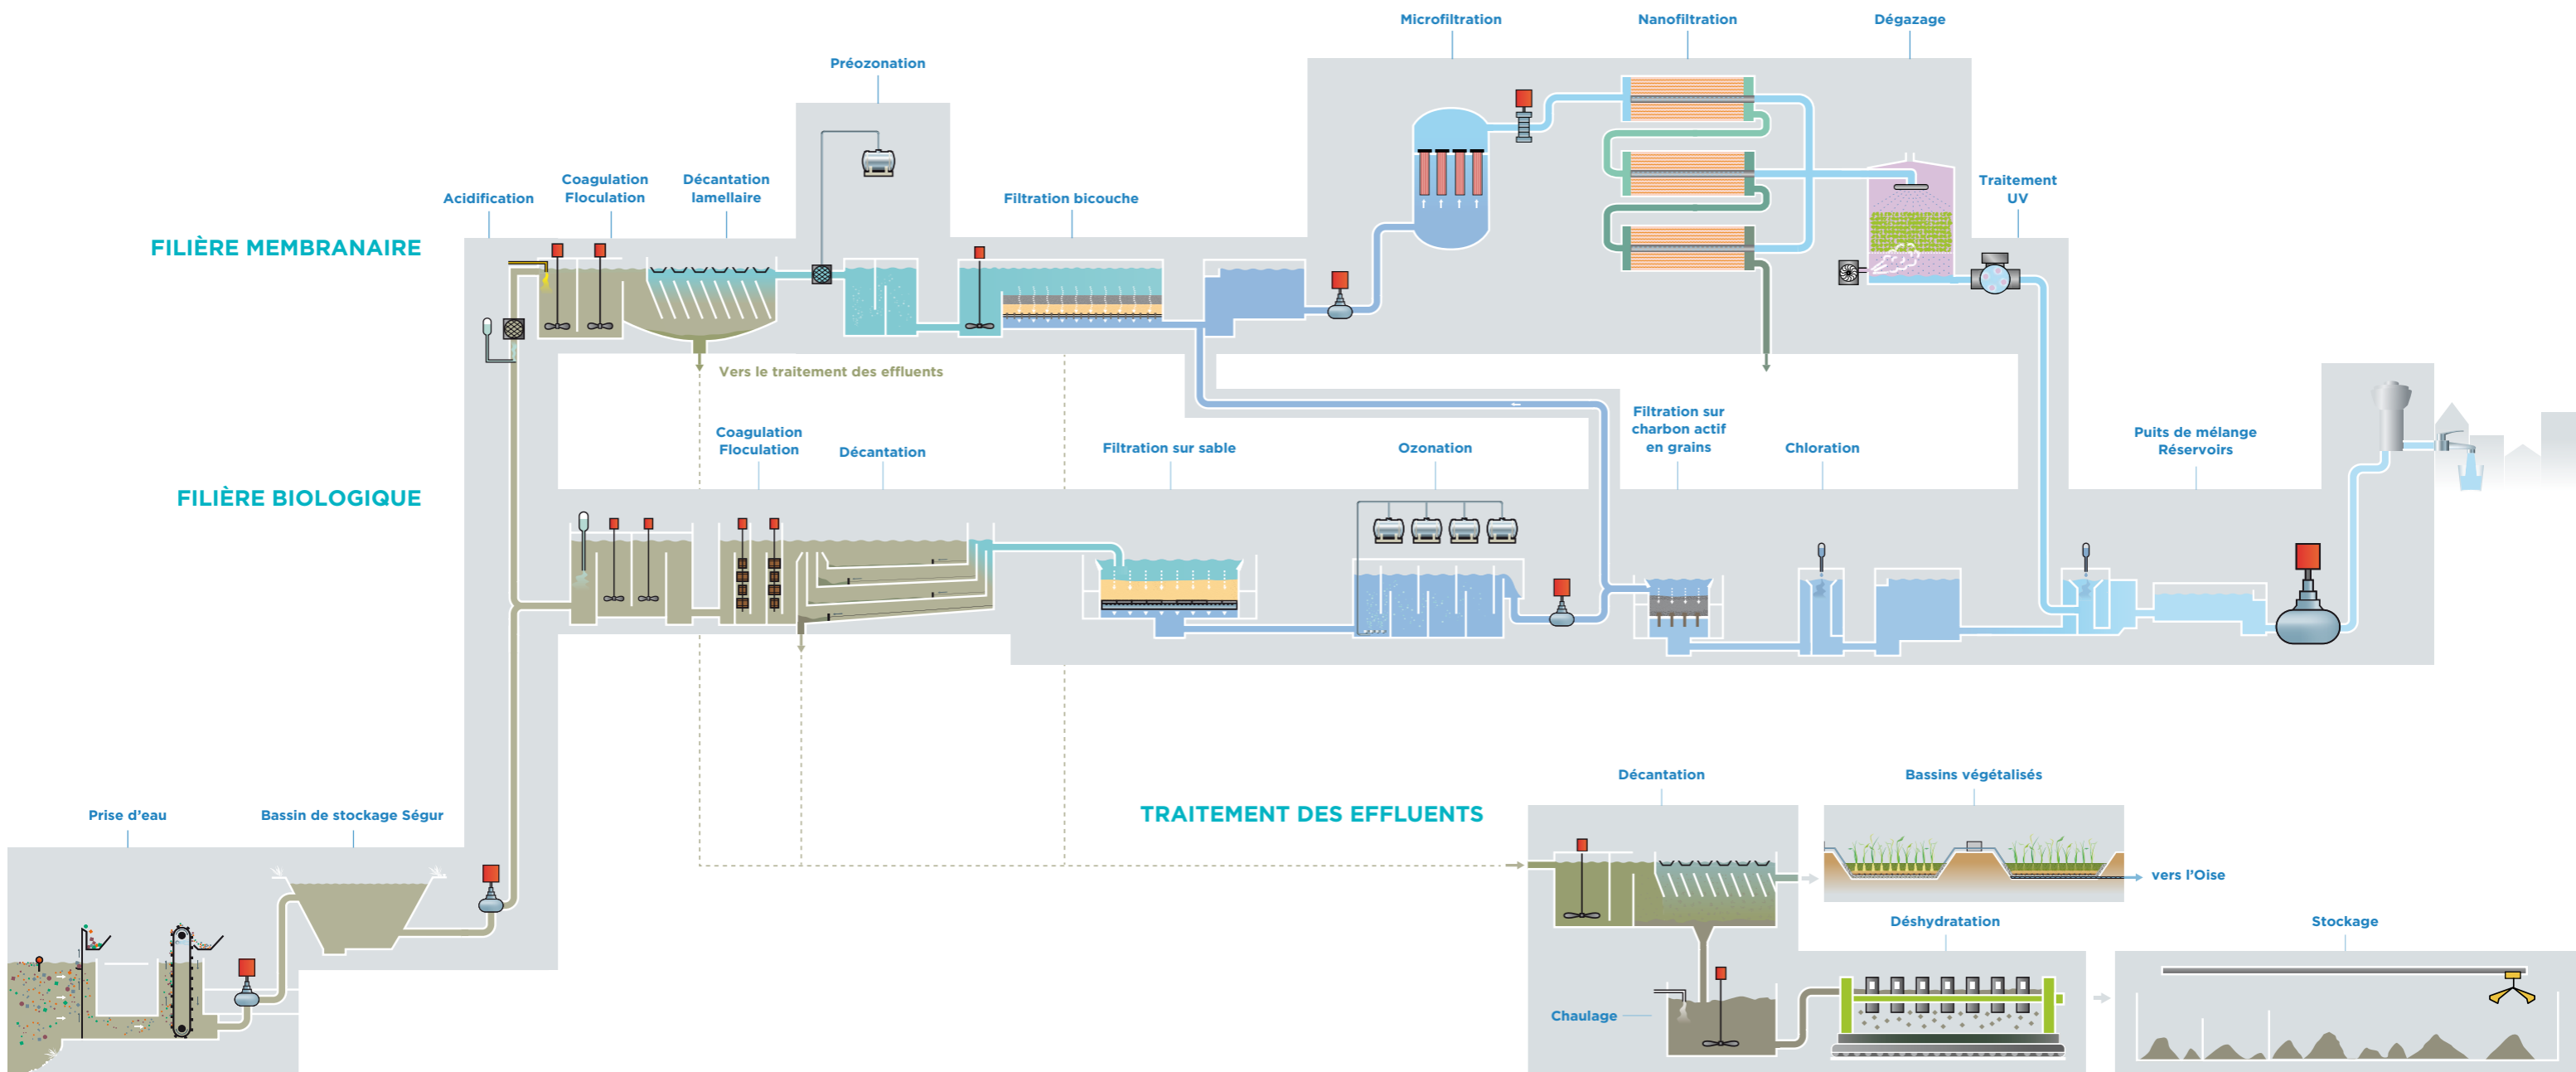 Microfiltration
Nanofiltration
Dégazage
Préozonation
Acidification
Coagulation
Floculation
Décantation
lamellaire
Filtration bicouche
Traitement
UV
FILIÈRE MEMBRANAIRE
Vers le traitement des effluents
FILIÈRE BIOLOGIQUE
Coagulation
Floculation
Décantation
Filtration sur sable
Ozonation
Filtration sur
charbon actif
en grains
Chloration
Puits de mélange
Réservoirs
Prise d'eau
Bassin de stockage Ségur
TRAITEMENT DES EFFLUENTS
Décantation
Bassins végétalisés
vers l'Oise
Chaulage
Déshydratation
Stockage